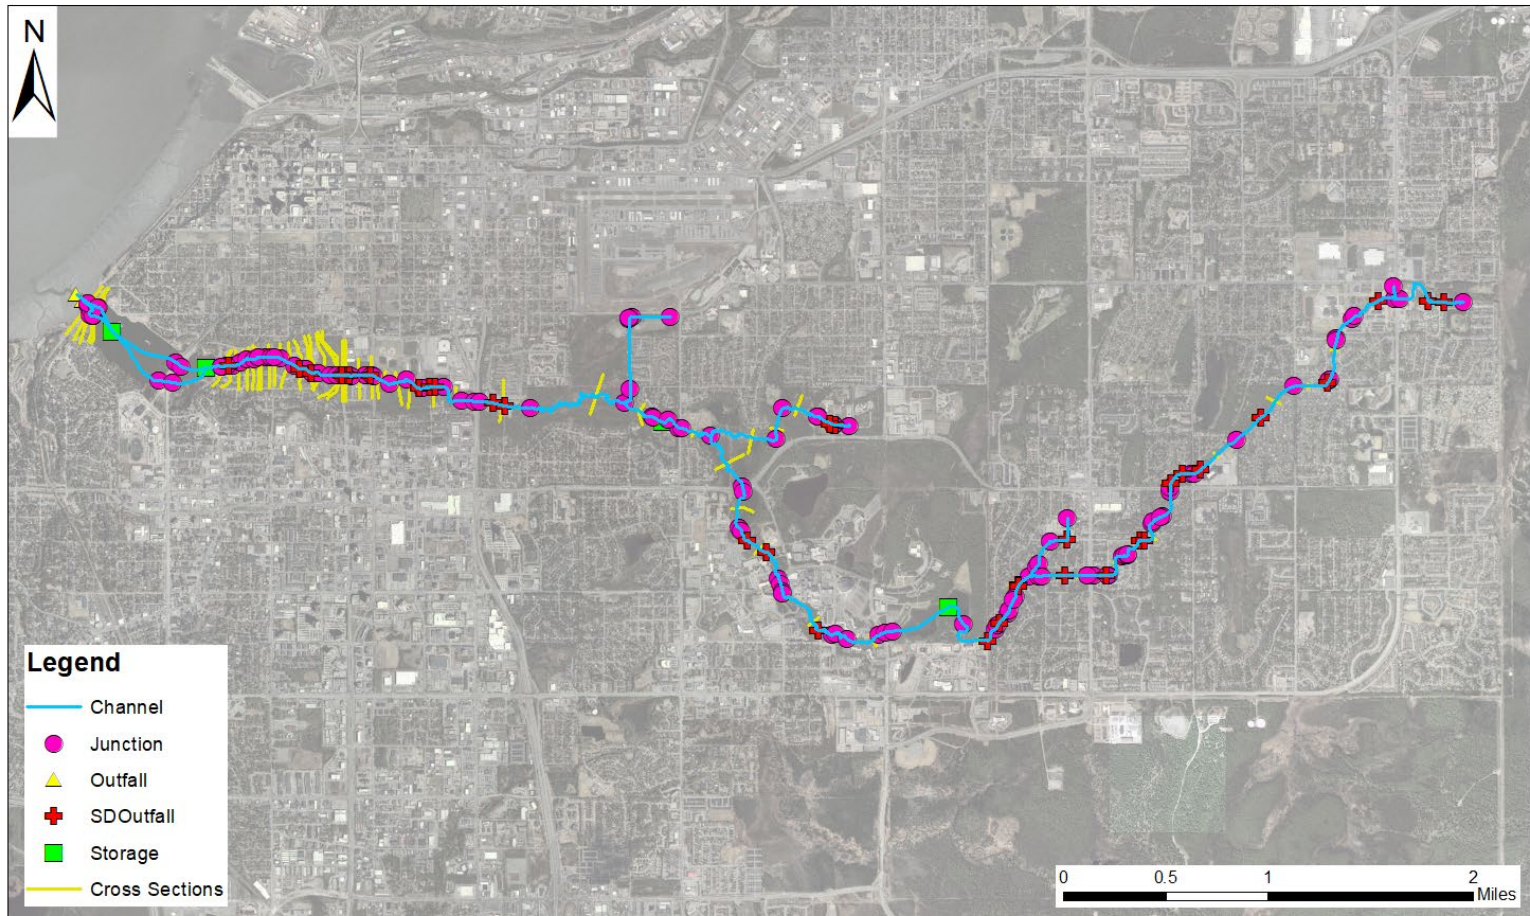 N
Legend
Channel
Junction
Outfall
SDOutfall
Storage
Cross Sections
0 0.5 1 2
Miles